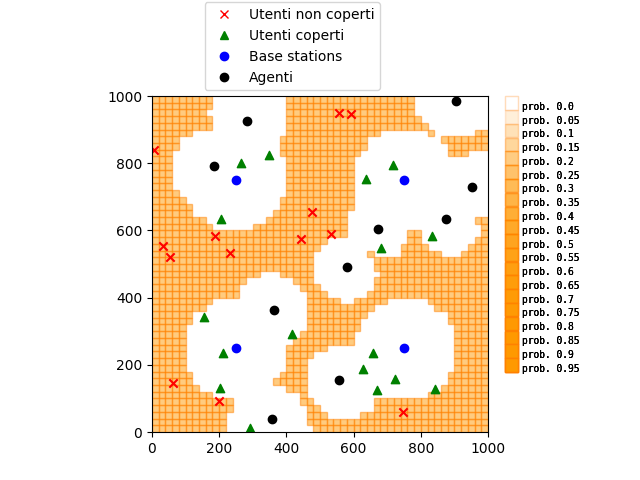 Utenti non coperti
Utenti coperti
Base stations
Agenti
1000
800
600
400
200
0
0
200
400
600
800
1000
prob. 0.0
prob. 0.05
prob. 0.1
prob. 0.15
prob. 0.2
prob. 0.25
prob. 0.3
prob. 0.35
prob. 0.4
prob. 0.45
prob. 0.5
prob. 0.55
prob. 0.6
prob. 0.65
prob. 0.7
prob. 0.75
prob. 0.8
prob. 0.85
prob. 0.9
prob. 0.95